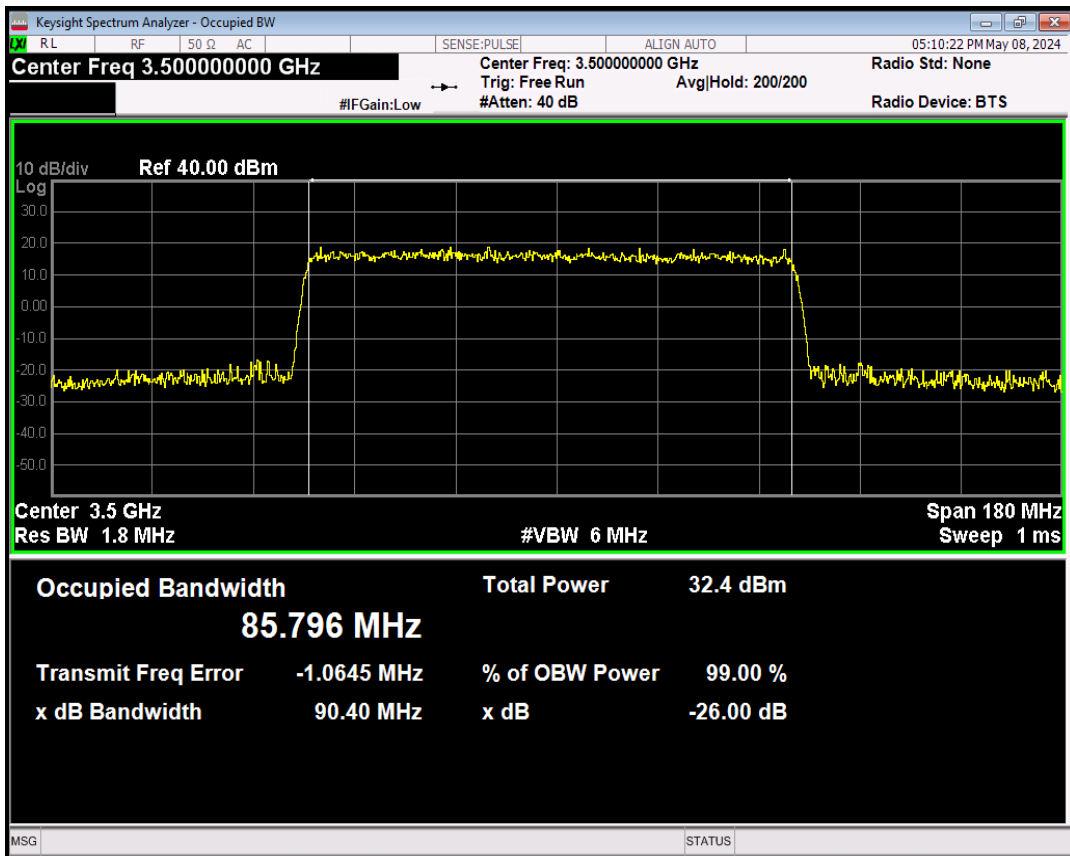 Keysight Spectrum Analyzer - Occupied BW
LXI RL RF 50 Ω AC SENSE:PULSE ALIGN AUTO 05:10:22 PM May 08, 2024
Center Freq 3.500000000 GHz Center Freq: 3.500000000 GHz Radio Std: None
Trig: Free Run Avg|Hold: 200/200
#IFGain:Low #Atten: 40 dB Radio Device: BTS
10 dB/div Ref 40.00 dBm
Log
30.0
20.0
10.0
0.00
-10.0
-20.0
-30.0
-40.0
-50.0
Center 3.5 GHz Span 180 MHz
Res BW 1.8 MHz #VBW 6 MHz Sweep 1 ms
Occupied Bandwidth Total Power 32.4 dBm
85.796 MHz
Transmit Freq Error -1.0645 MHz % of OBW Power 99.00 %
x dB Bandwidth 90.40 MHz x dB -26.00 dB
MSG STATUS